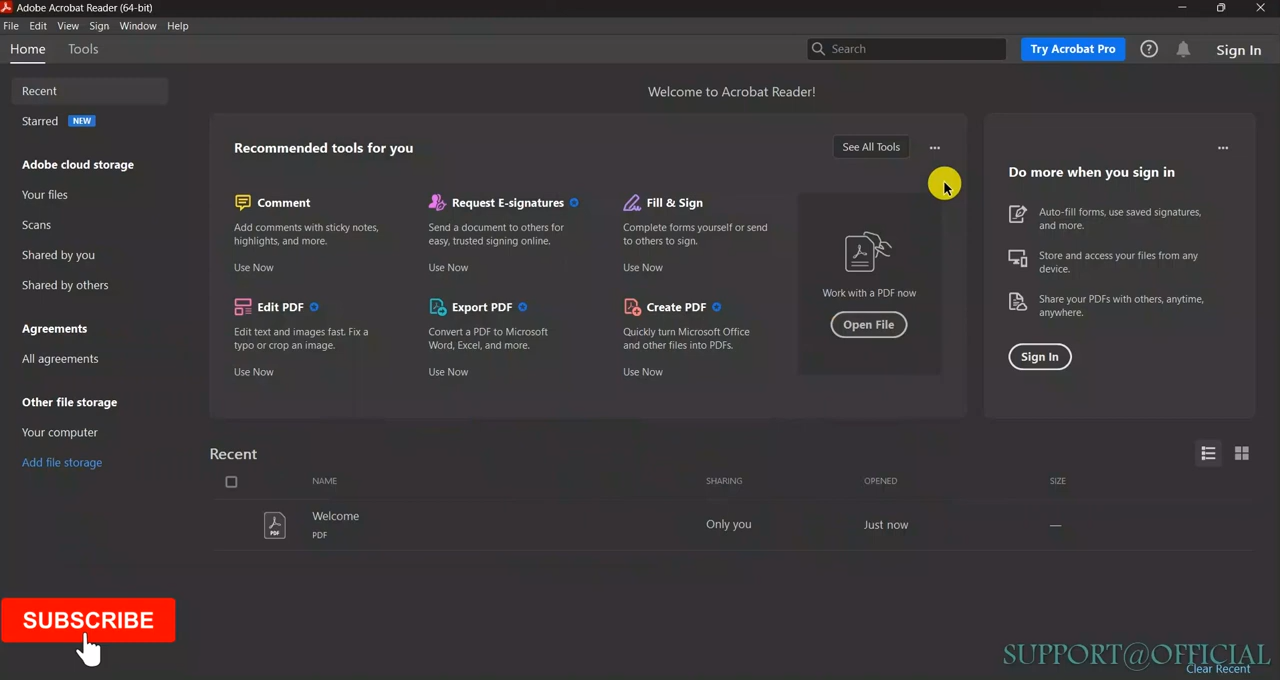 Adobe Acrobat Reader (64-bit)
File Edit View Sign Window Help
Home Tools
Search
Try Acrobat Pro
?
Sign In
Recent
Starred NEW
Adobe cloud storage
Your files
Scans
Shared by you
Shared by others
Agreements
All agreements
Other file storage
Your computer
Add file storage
Welcome to Acrobat Reader!
Recommended tools for you
See All Tools
Comment
Add comments with sticky notes,
highlights, and more.
Use Now
Request E-signatures
Send a document to others for
easy, trusted signing online.
Use Now
Fill & Sign
Complete forms yourself or send
to others to sign.
Use Now
Edit PDF
Edit text and images fast. Fix a
typo or crop an image.
Use Now
Export PDF
Convert a PDF to Microsoft
Word, Excel, and more.
Use Now
Create PDF
Quickly turn Microsoft Office
and other files into PDFs.
Use Now
Work with a PDF now
Open File
Do more when you sign in
Auto-fill forms, use saved signatures,
and more.
Store and access your files from any
device.
Share your PDFs with others, anytime,
anywhere.
Sign In
Recent
NAME SHARING OPENED SIZE
PDF
Welcome
PDF
Only you
Just now
—
SUBSCRIBE
SUPPORT@OFFICIAL
Clear Recent